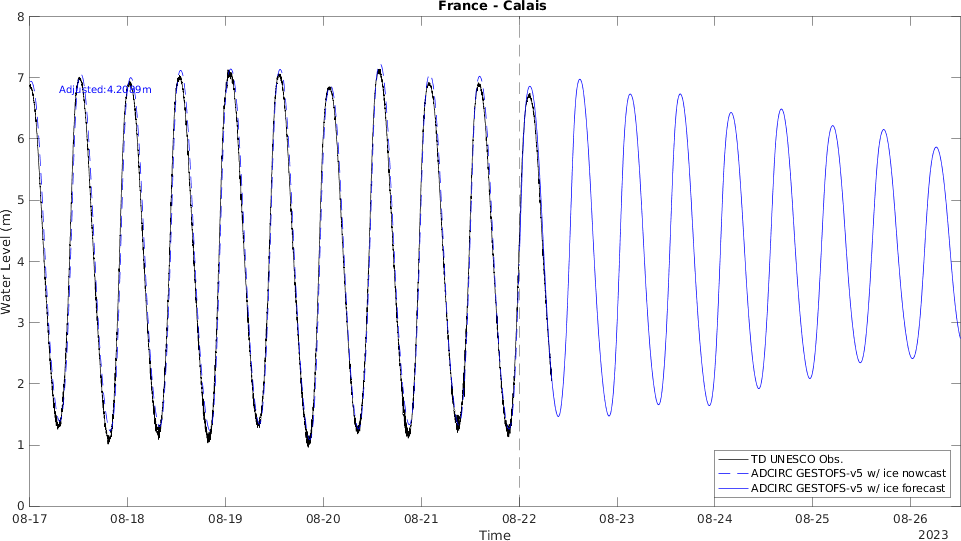 France - Calais
8
7
6
5
4
3
2
1
0
Adjusted:4.2009m
Water Level (m)
TD UNESCO Obs.
ADCIRC GESTOFS-v5 w/ ice nowcast
ADCIRC GESTOFS-v5 w/ ice forecast
08-17 08-18 08-19 08-20 08-21 08-22 08-23 08-24 08-25 08-26
Time
2023